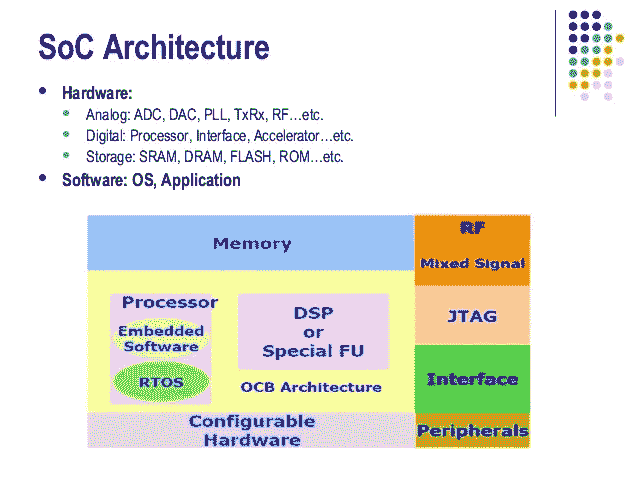 SoC Architecture
Hardware:
Analog: ADC, DAC, PLL, TxRx, RF…etc.
Digital: Processor, Interface, Accelerator…etc.
Storage: SRAM, DRAM, FLASH, ROM…etc.
Software: OS, Application
Memory
RF
Mixed Signal
Processor
Embedded
Software
RTOS
DSP
or
Special FU
OCB Architecture
JTAG
Interface
Configurable
Hardware
Peripherals